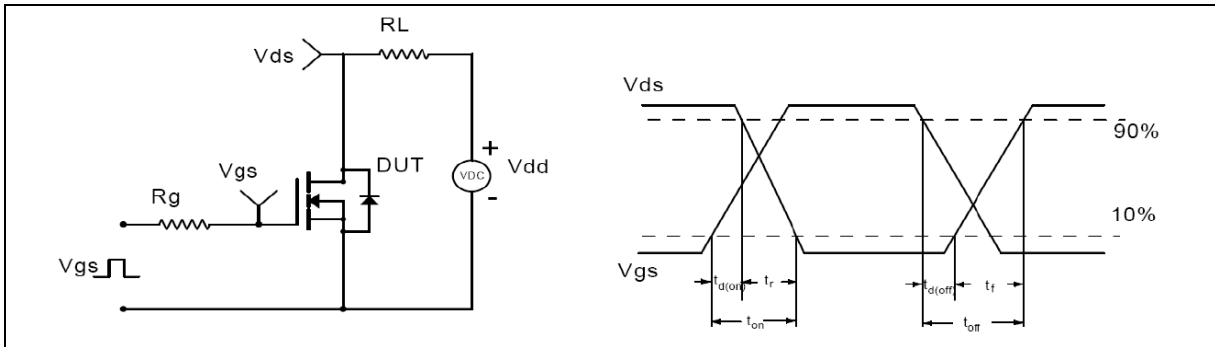 RL
Vds
Vgs
DUT
+
VDC
Vdd
-
Rg
Vgs
Vds
90%
10%
Vgs
td(on)
tr
td(off)
tf
ton
toff